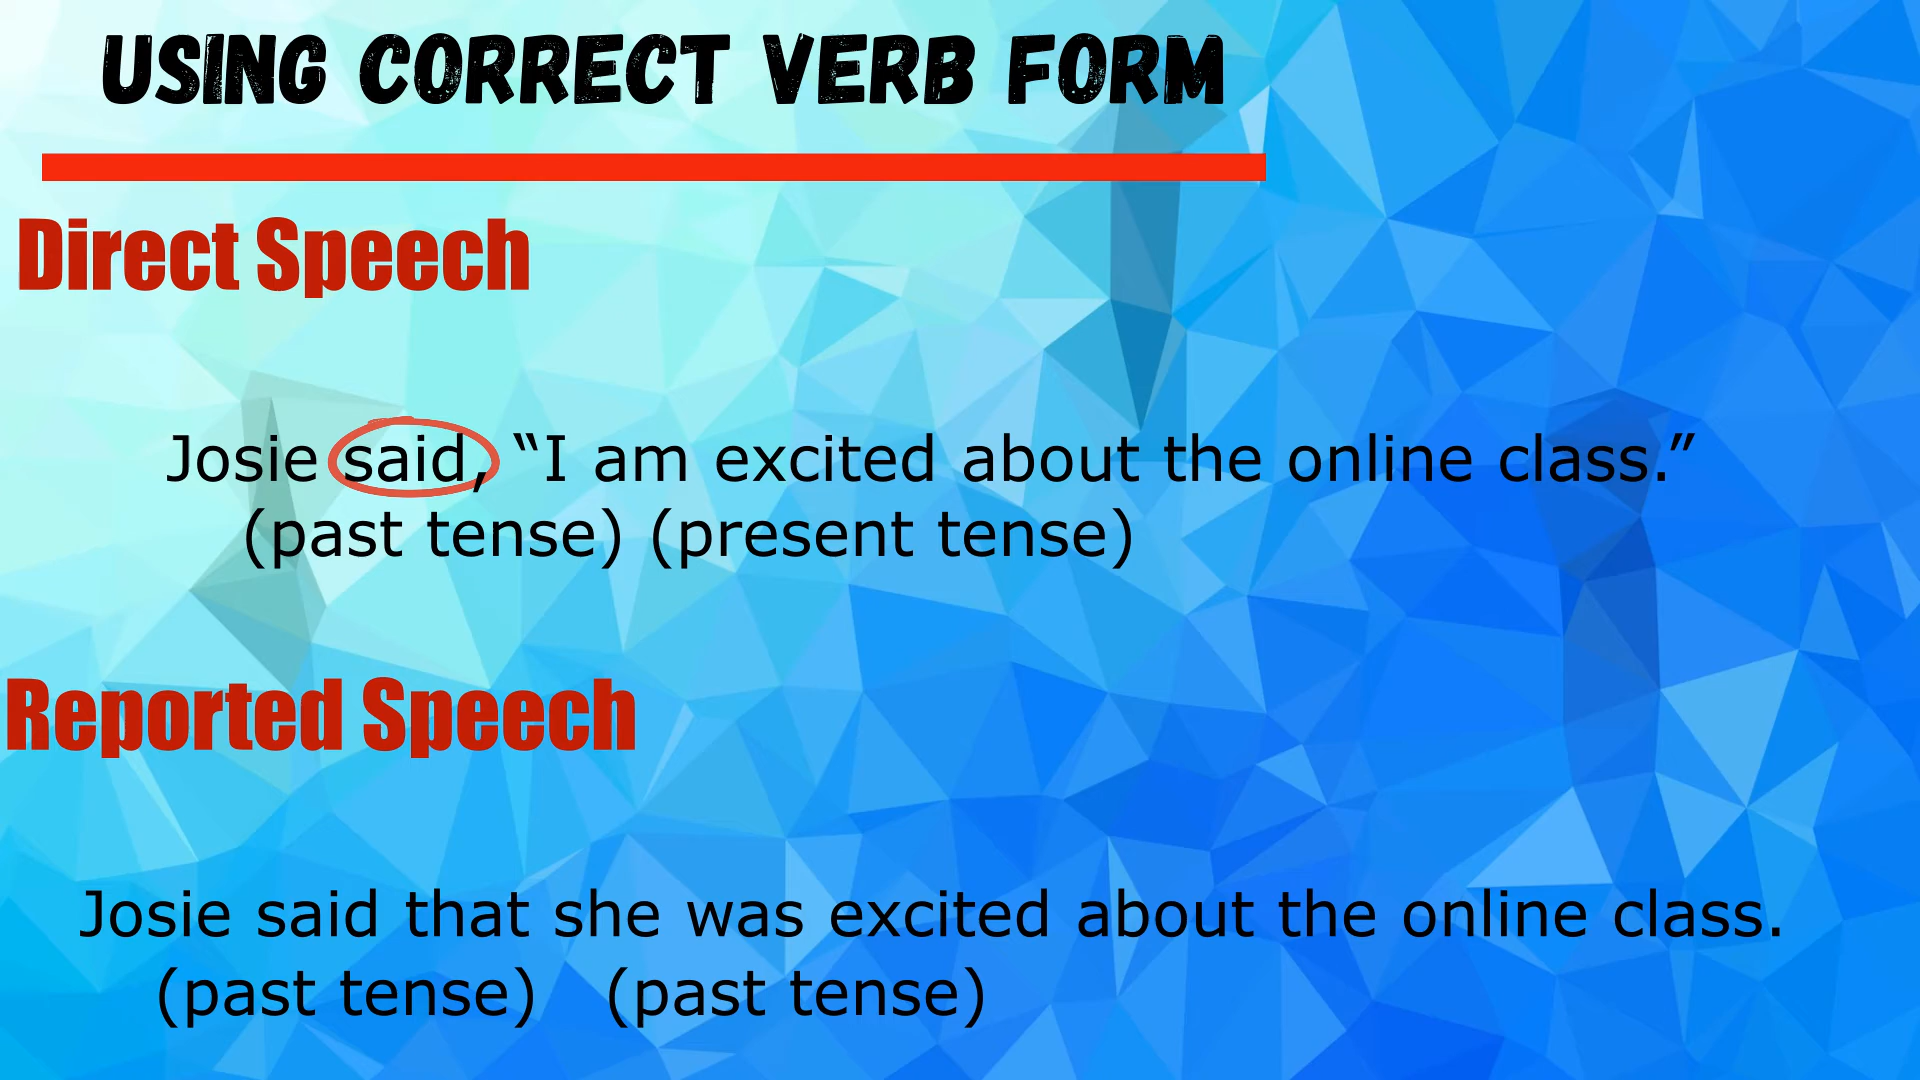 USING CORRECT VERB FORM
Direct Speech
Josie said, “I am excited about the online class.”
(past tense) (present tense)
Reported Speech
Josie said that she was excited about the online class.
(past tense) (past tense)